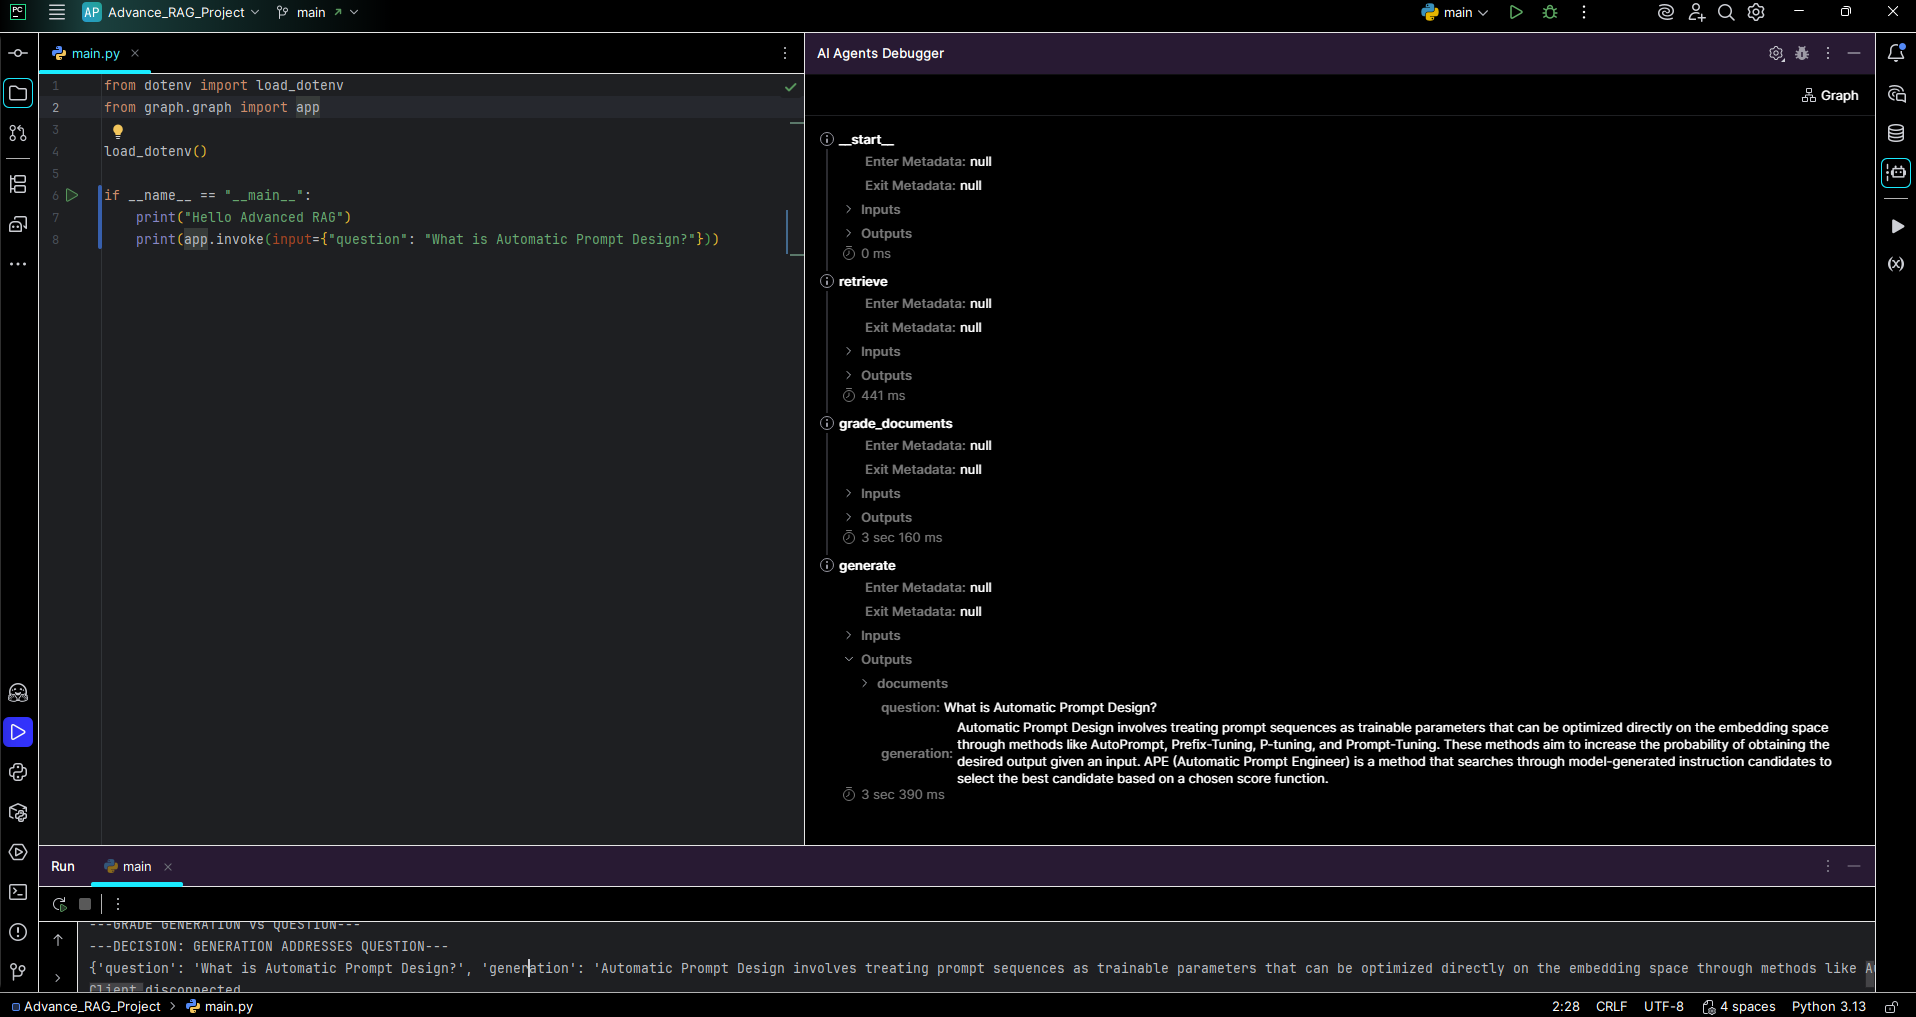 PC
AP Advance_RAG_Project main
main
main.py
AI Agents Debugger
Graph
1 from dotenv import load_dotenv
2 from graph.graph import app
3
4 load_dotenv()
5
6 if __name__ == "__main__":
7 print("Hello Advanced RAG")
8 print(app.invoke(input={"question": "What is Automatic Prompt Design?"}))
__start__
Enter Metadata: null
Exit Metadata: null
Inputs
Outputs
0 ms
retrieve
Enter Metadata: null
Exit Metadata: null
Inputs
Outputs
441 ms
grade_documents
Enter Metadata: null
Exit Metadata: null
Inputs
Outputs
3 sec 160 ms
generate
Enter Metadata: null
Exit Metadata: null
Inputs
Outputs
documents
question: What is Automatic Prompt Design?
generation: Automatic Prompt Design involves treating prompt sequences as trainable parameters that can be optimized directly on the embedding space
through methods like AutoPrompt, Prefix-Tuning, P-tuning, and Prompt-Tuning. These methods aim to increase the probability of obtaining the
desired output given an input. APE (Automatic Prompt Engineer) is a method that searches through model-generated instruction candidates to
select the best candidate based on a chosen score function.
3 sec 390 ms
Run main
---GRADE GENERATION vs QUESTION---
---DECISION: GENERATION ADDRESSES QUESTION---
{'question': 'What is Automatic Prompt Design?', 'generation': 'Automatic Prompt Design involves treating prompt sequences as trainable parameters that can be optimized directly on the embedding space through methods like A
Client disconnected
Advance_RAG_Project > main.py
2:28 CRLF UTF-8 4 spaces Python 3.13